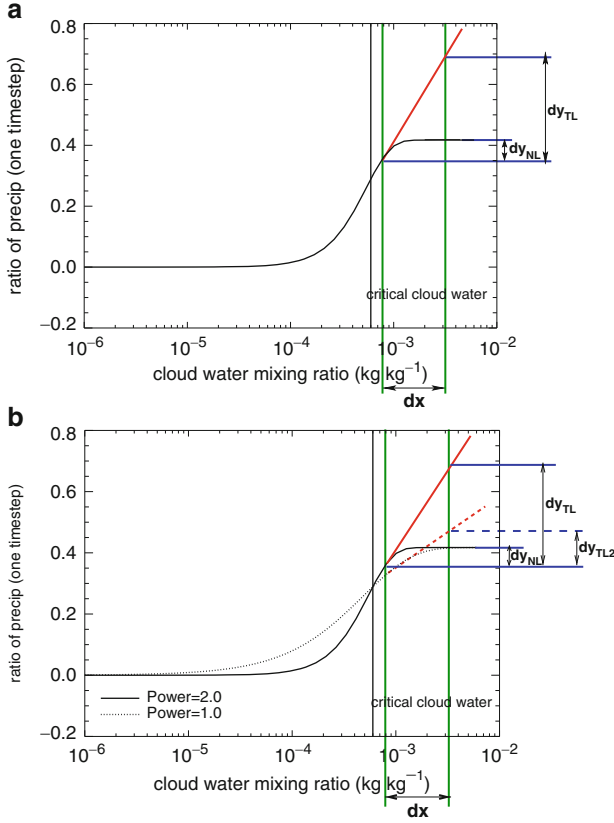 a
ratio of precip (one timestep)
0.8
0.6
0.4
0.2
0.0
−0.2
dy_TL
dy_NL
critical cloud water
10⁻⁶ 10⁻⁵ 10⁻⁴ 10⁻³ 10⁻²
cloud water mixing ratio (kg kg⁻¹)
dx
b
ratio of precip (one timestep)
0.8
0.6
0.4
0.2
0.0
−0.2
dy_TL
dy_NL
dy_TL2
Power=2.0
Power=1.0
critical cloud water
10⁻⁶ 10⁻⁵ 10⁻⁴ 10⁻³ 10⁻²
cloud water mixing ratio (kg kg⁻¹)
dx